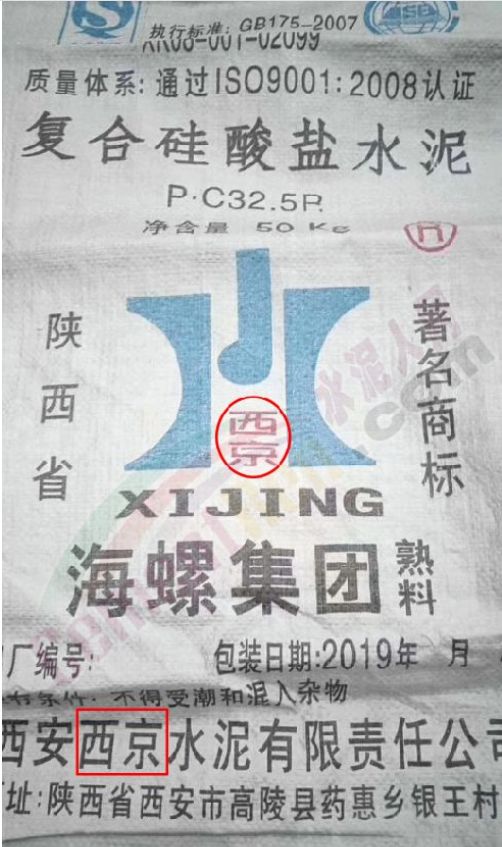 执行标准: GB175-2007
XK08-001-02099
质量体系: 通过ISO9001: 2008认证
复合硅酸盐水泥
P·C32.5R
净含量 50 Kg
陕西省
著名商标
西京
XIJING
海螺集团 熟料
厂编号: 包装日期:2019年 月
不得受潮和混入杂物
西安西京水泥有限责任公司
址:陕西省西安市高陵县药惠乡银王村